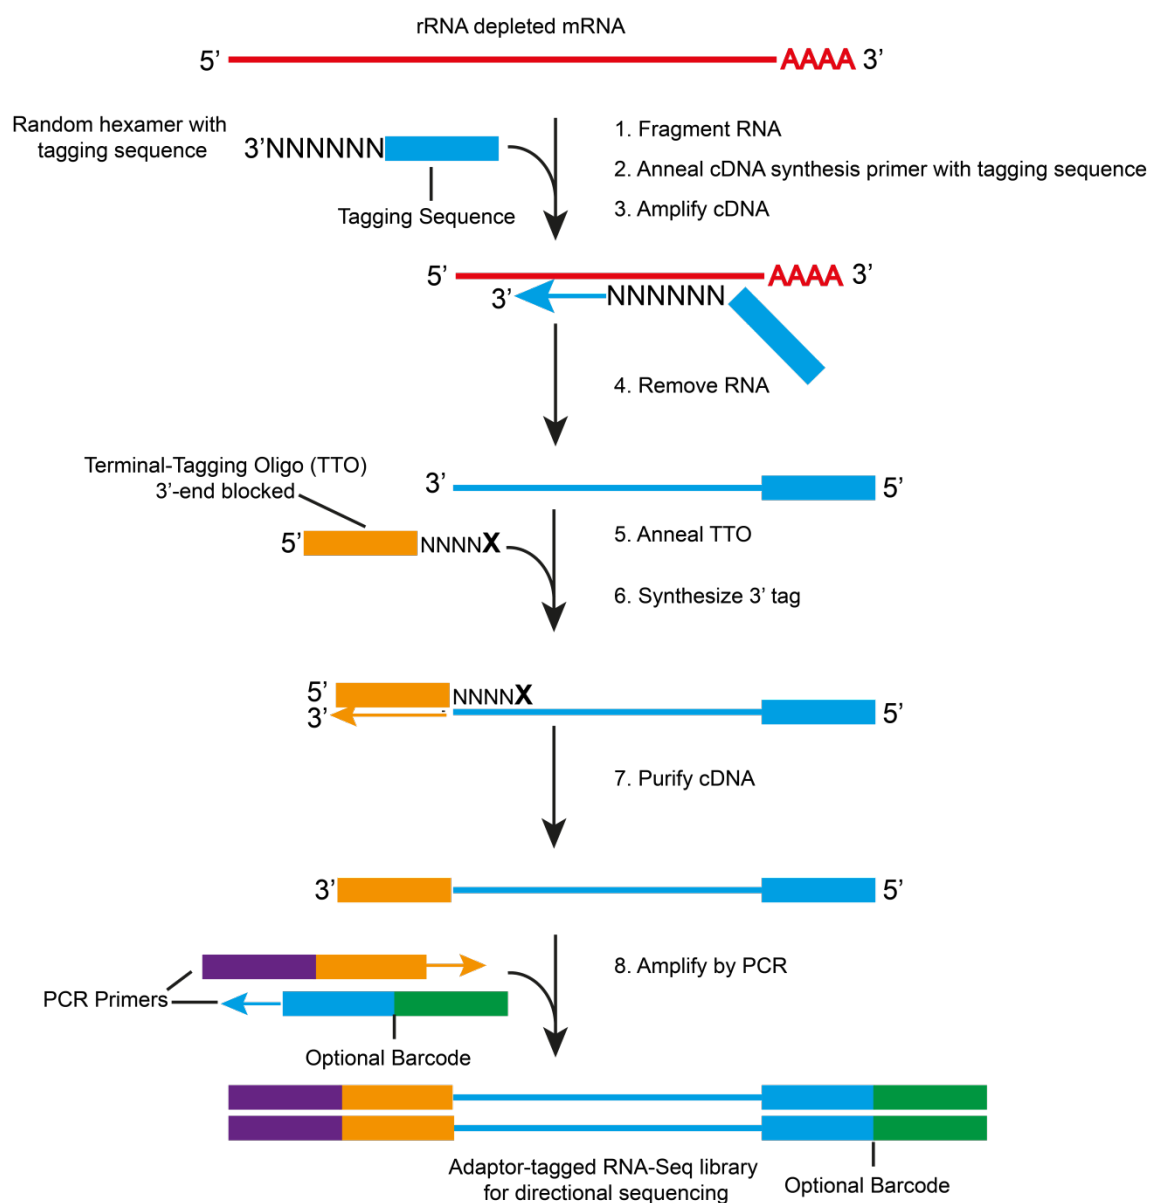 rRNA depleted mRNA
5’ AAAA 3’
Random hexamer with
tagging sequence
3’NNNNNN
Tagging Sequence
1. Fragment RNA
2. Anneal cDNA synthesis primer with tagging sequence
3. Amplify cDNA
5’ AAAA 3’
3’ NNNNNN
4. Remove RNA
Terminal-Tagging Oligo (TTO)
3’-end blocked
3’ 5’
5’ NNNNX
5. Anneal TTO
6. Synthesize 3’ tag
5’ NNNNX
3’ 5’
7. Purify cDNA
3’ 5’
8. Amplify by PCR
PCR Primers
Optional Barcode
Adaptor-tagged RNA-Seq library
for directional sequencing
Optional Barcode